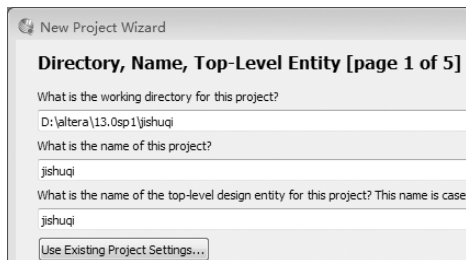 New Project Wizard
Directory, Name, Top-Level Entity [page 1 of 5]
What is the working directory for this project?
D:\altera\13.0sp1\jishuqi
What is the name of this project?
jishuqi
What is the name of the top-level design entity for this project? This name is case
jishuqi
Use Existing Project Settings...